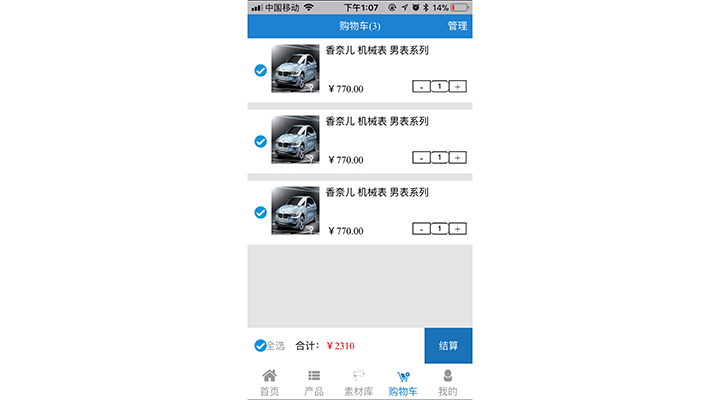 中国移动 下午1:07 14%
购物车(3) 管理
香奈儿 机械表 男表系列
￥770.00 - 1 +
香奈儿 机械表 男表系列
￥770.00 - 1 +
香奈儿 机械表 男表系列
￥770.00 - 1 +
全选 合计：￥2310 结算
首页 产品 素材库 购物车 我的